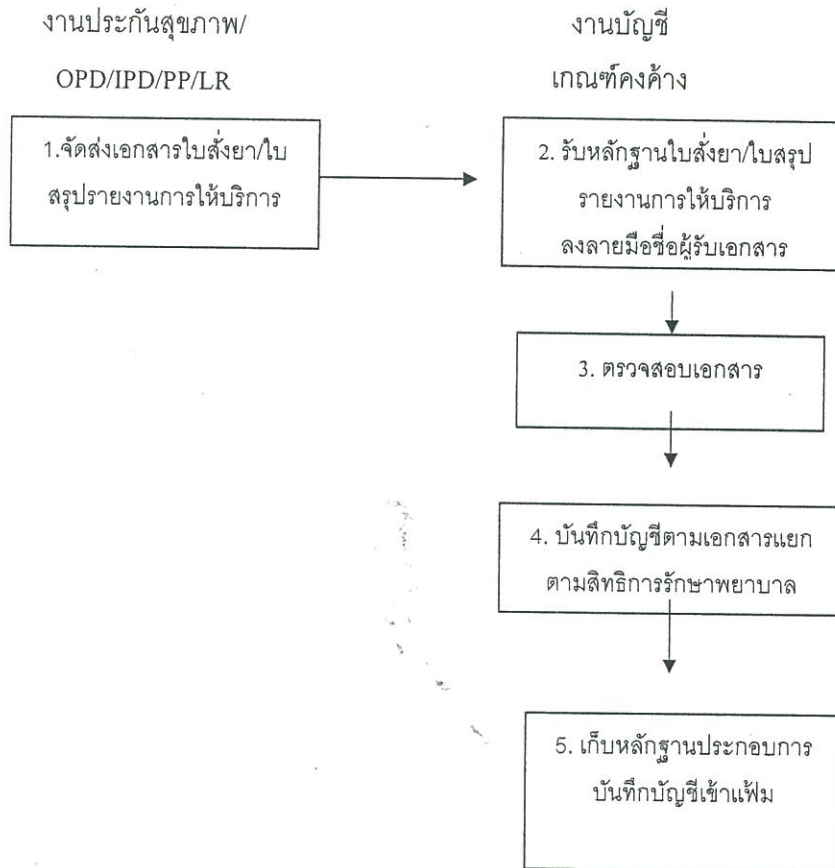 งานประกันสุขภาพ/
OPD/IPD/PP/LR
งานบัญชี
เกณฑ์คงค้าง
1.จัดส่งเอกสารใบสั่งยา/ใบ
สรุปรายงานการให้บริการ
2. รับหลักฐานใบสั่งยา/ใบสรุป
รายงานการให้บริการ
ลงลายมือชื่อผู้รับเอกสาร
3. ตรวจสอบเอกสาร
4. บันทึกบัญชีตามเอกสารแยก
ตามสิทธิการรักษาพยาบาล
5. เก็บหลักฐานประกอบการ
บันทึกบัญชีเข้าแฟ้ม